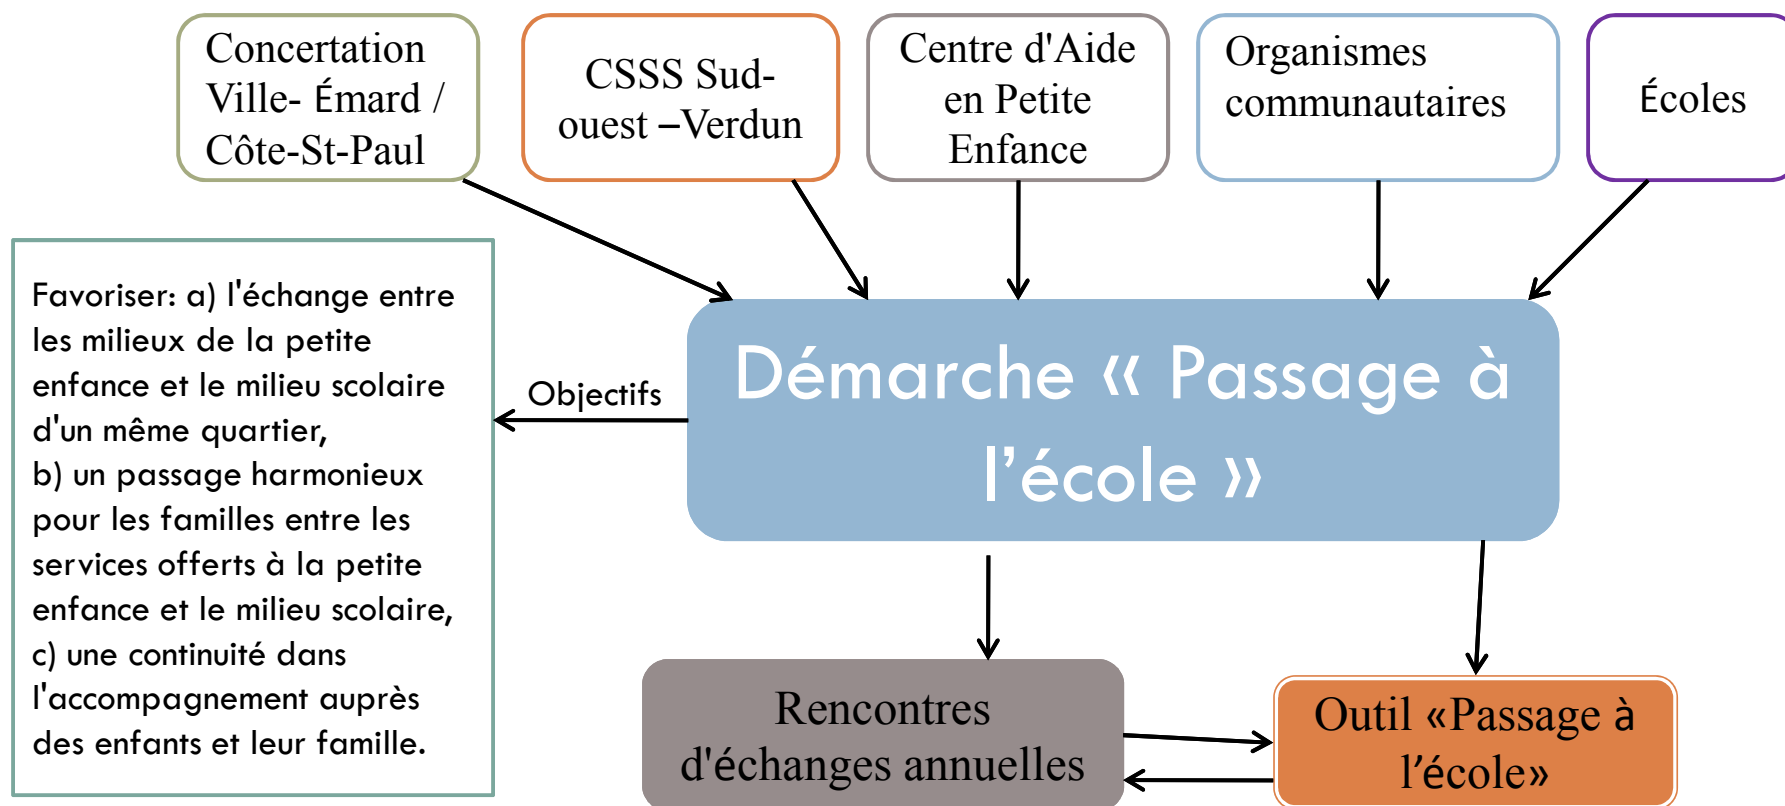 Concertation
Ville- Émard /
Côte-St-Paul
CSSS Sud-
ouest –Verdun
Centre d'Aide
en Petite
Enfance
Organismes
communautaires
Écoles
Favoriser: a) l'échange entre
les milieux de la petite
enfance et le milieu scolaire
d'un même quartier,
b) un passage harmonieux
pour les familles entre les
services offerts à la petite
enfance et le milieu scolaire,
c) une continuité dans
l'accompagnement auprès
des enfants et leur famille.
Objectifs
Démarche « Passage à
l’école »
Rencontres
d'échanges annuelles
Outil «Passage à
l’école»